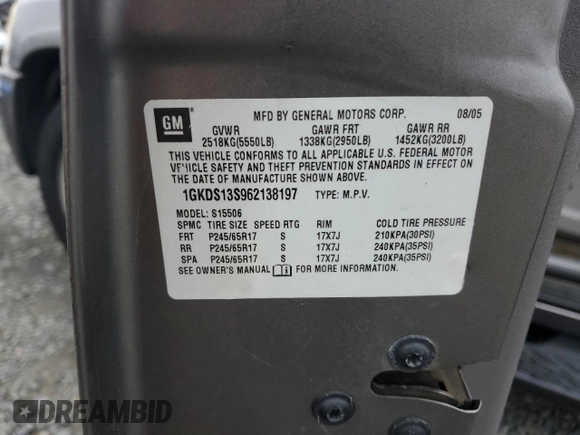 GM
MFD BY GENERAL MOTORS CORP. 08/05
GVWR GAWR FRT GAWR RR
2518KG(5550LB) 1338KG(2950LB) 1452KG(3200LB)
THIS VEHICLE CONFORMS TO ALL APPLICABLE U.S. FEDERAL MOTOR
VEHICLE SAFETY AND THEFT PREVENTION STANDARDS IN EFFECT ON
THE DATE OF MANUFACTURE SHOWN ABOVE.
1GKDS13S962138197 TYPE: M.P.V.
MODEL: S15506
SPMC TIRE SIZE SPEED RTG RIM COLD TIRE PRESSURE
FRT P245/65R17 S 17X7J 210KPA(30PSI)
RR P245/65R17 S 17X7J 240KPA(35PSI)
SPA P245/65R17 S 17X7J 240KPA(35PSI)
SEE OWNER'S MANUAL FOR MORE INFORMATION.
DREAMBID